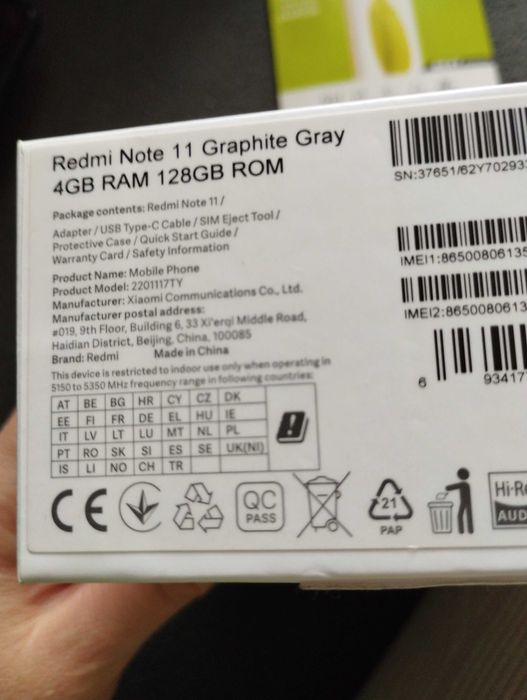 Redmi Note 11 Graphite Gray
4GB RAM 128GB ROM
Package contents: Redmi Note 11 /
Adapter / USB Type-C Cable / SIM Eject Tool /
Protective Case / Quick Start Guide /
Warranty Card / Safety Information
Product Name: Mobile Phone
Product Model: 2201117TY
Manufacturer: Xiaomi Communications Co., Ltd.
Manufacturer postal address:
#019, 9th Floor, Building 6, 33 Xi'erqi Middle Road,
Haidian District, Beijing, China, 100085
Brand: Redmi Made in China
This device is restricted to indoor use only when operating in
5150 to 5350 MHz frequency range in following countries:
AT BE BG HR CY CZ DK
EE FI FR DE EL HU IE
IT LV LT LU MT NL PL
PT RO SK SI ES SE UK(NI)
IS LI NO CH TR
SN:37651/62Y70293
IMEI1:86500806135
IMEI2:8650080613
6 93417
CE
QC
PASS
21
PAP
Hi-Re
AUD